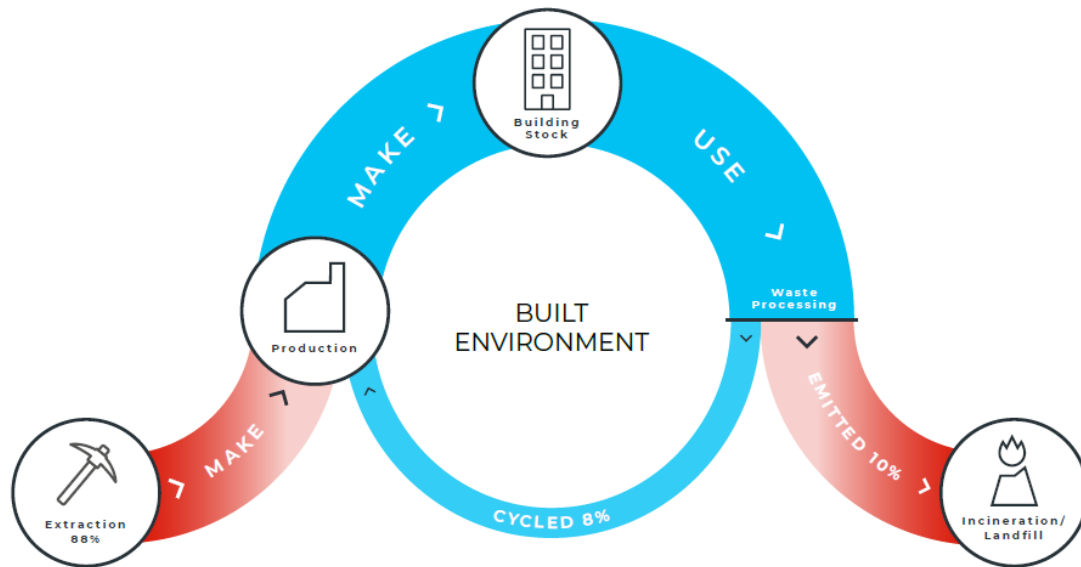 Building
Stock
MAKE
USE
Waste
Processing
BUILT
ENVIRONMENT
Production
MAKE
EMITTED 10%
CYCLED 8%
Extraction
88%
Incineration/
Landfill